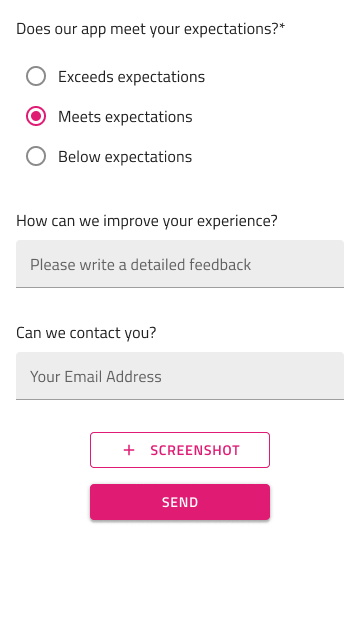 Does our app meet your expectations?*
Exceeds expectations
Meets expectations
Below expectations
How can we improve your experience?
Please write a detailed feedback
Can we contact you?
Your Email Address
+ SCREENSHOT
SEND